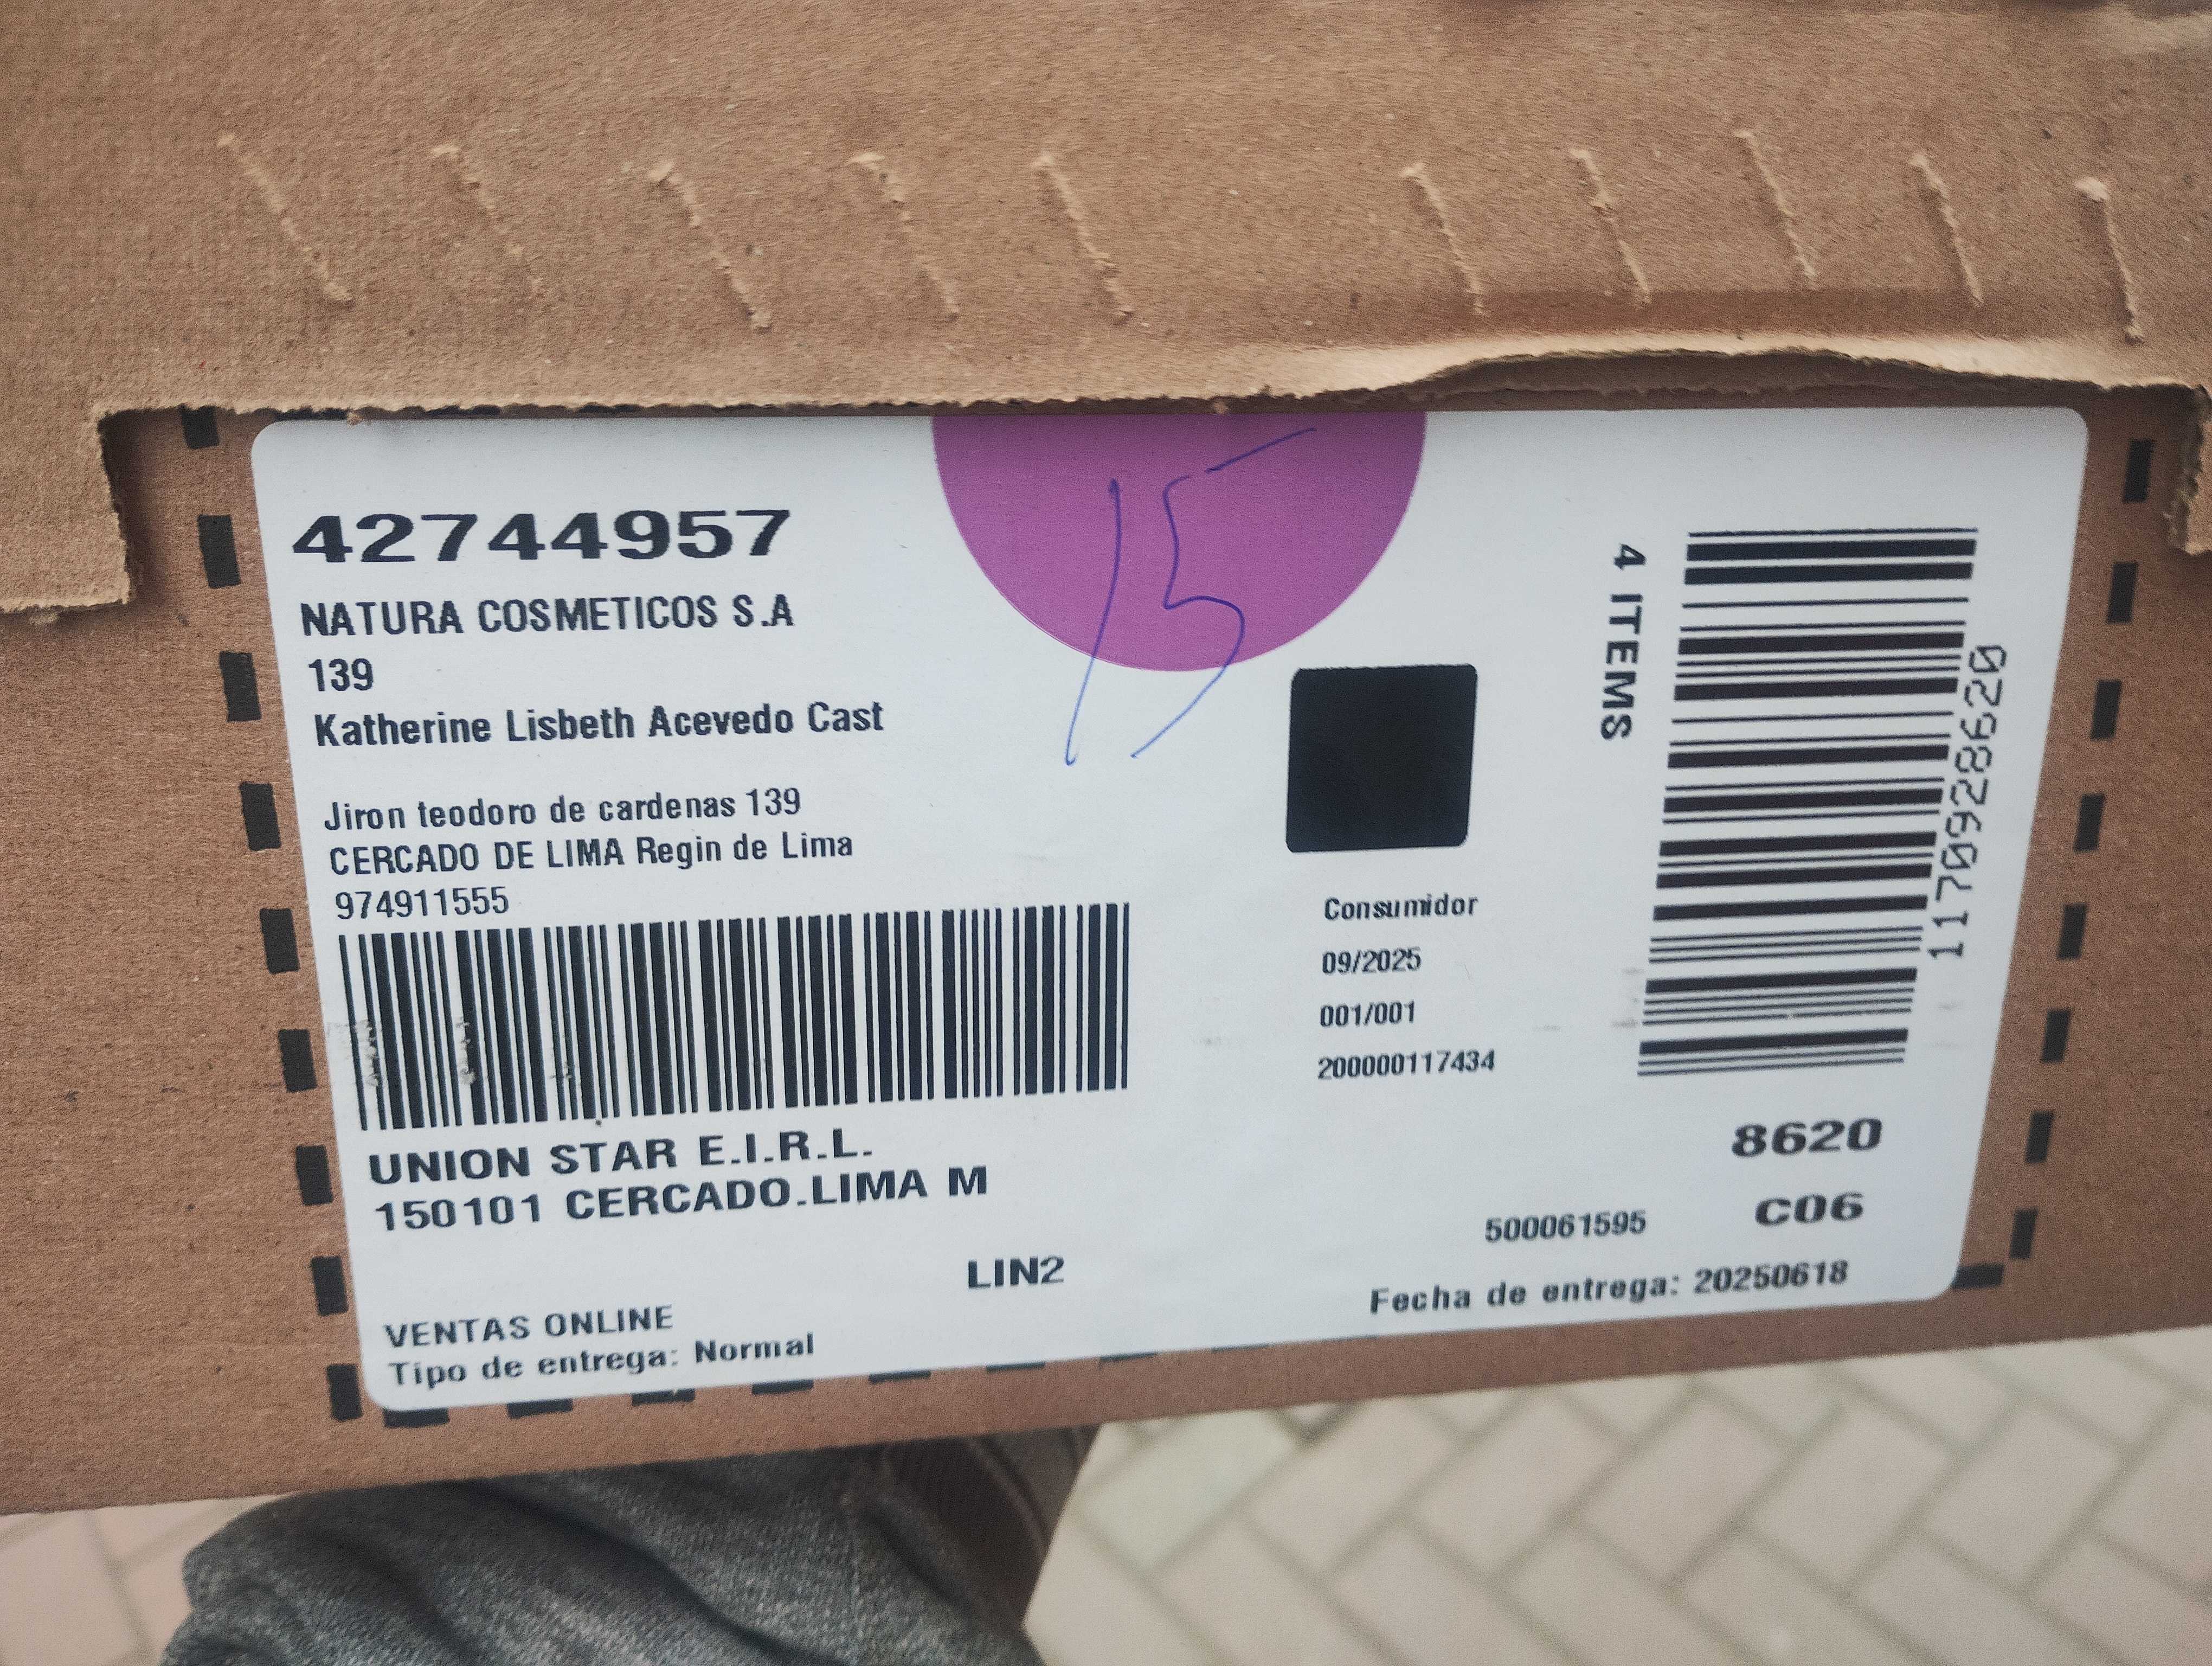 15
42744957
NATURA COSMETICOS S.A
139
Katherine Lisbeth Acevedo Cast
Jiron teodoro de cardenas 139
CERCADO DE LIMA Regin de Lima
974911555
UNION STAR E.I.R.L.
150101 CERCADO.LIMA M
LIN2
VENTAS ONLINE
Tipo de entrega: Normal
Consumidor
09/2025
001/001
200000117434
4 ITEMS
1170928620
8620
C06
500061595
Fecha de entrega: 20250618